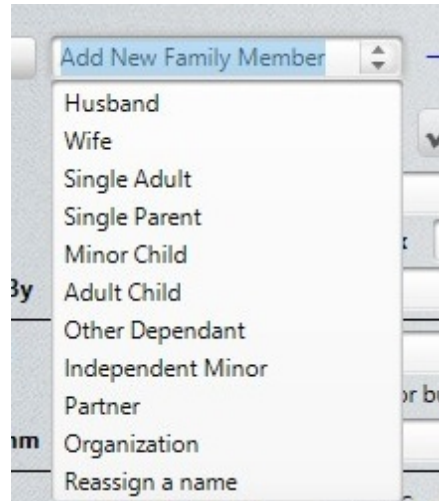 Add New Family Member
Husband
Wife
Single Adult
Single Parent
Minor Child
Adult Child
By
Other Dependant
Independent Minor
Partner
Organization
Reassign a name